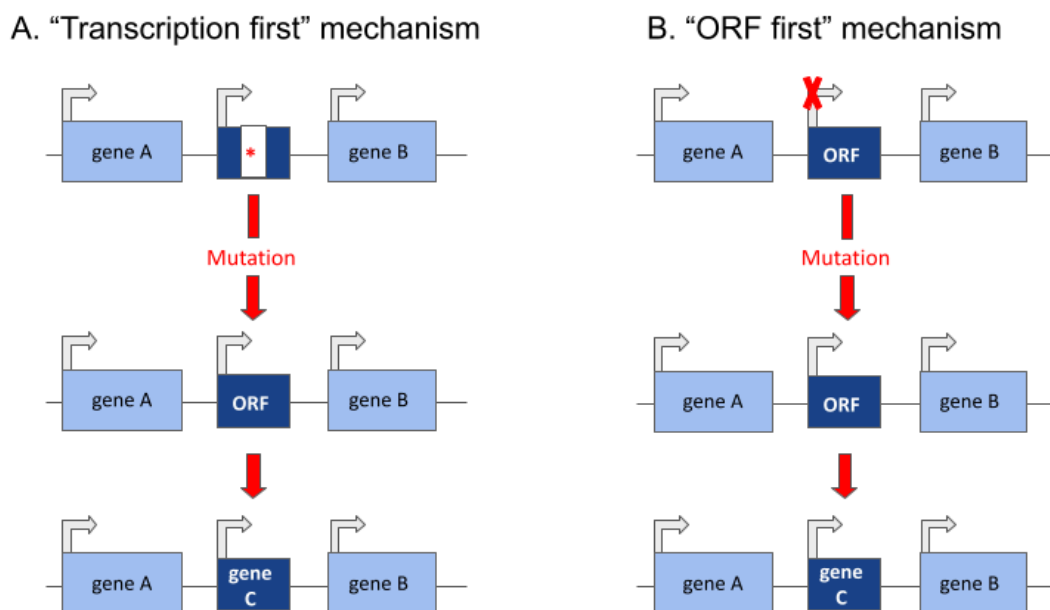 A. “Transcription first” mechanism
B. “ORF first” mechanism
gene A
*
gene B
gene A
ORF
gene B
Mutation
Mutation
gene A
ORF
gene B
gene A
ORF
gene B
gene A
gene
C
gene B
gene A
gene
C
gene B